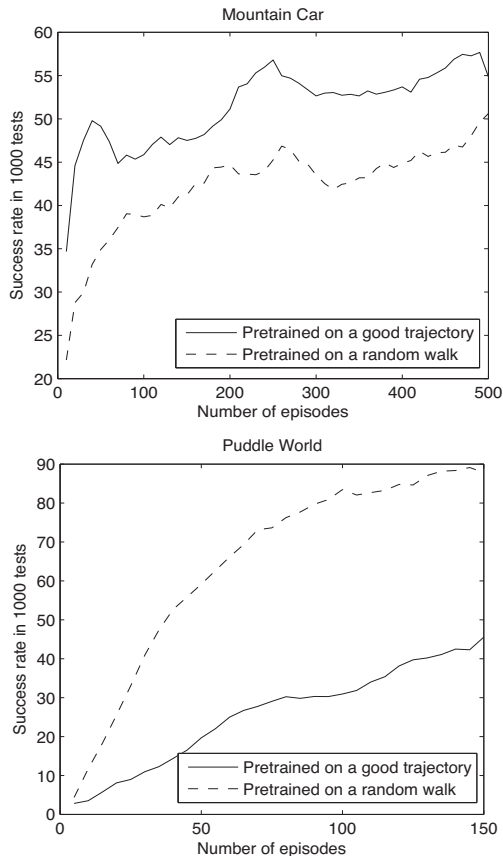 Mountain Car
60
55
50
45
40
35
30
25
20
Success rate in 1000 tests
Pretrained on a good trajectory
Pretrained on a random walk
0 100 200 300 400 500
Number of episodes
Puddle World
90
80
70
60
50
40
30
20
10
0
Success rate in 1000 tests
Pretrained on a good trajectory
Pretrained on a random walk
0 50 100 150
Number of episodes